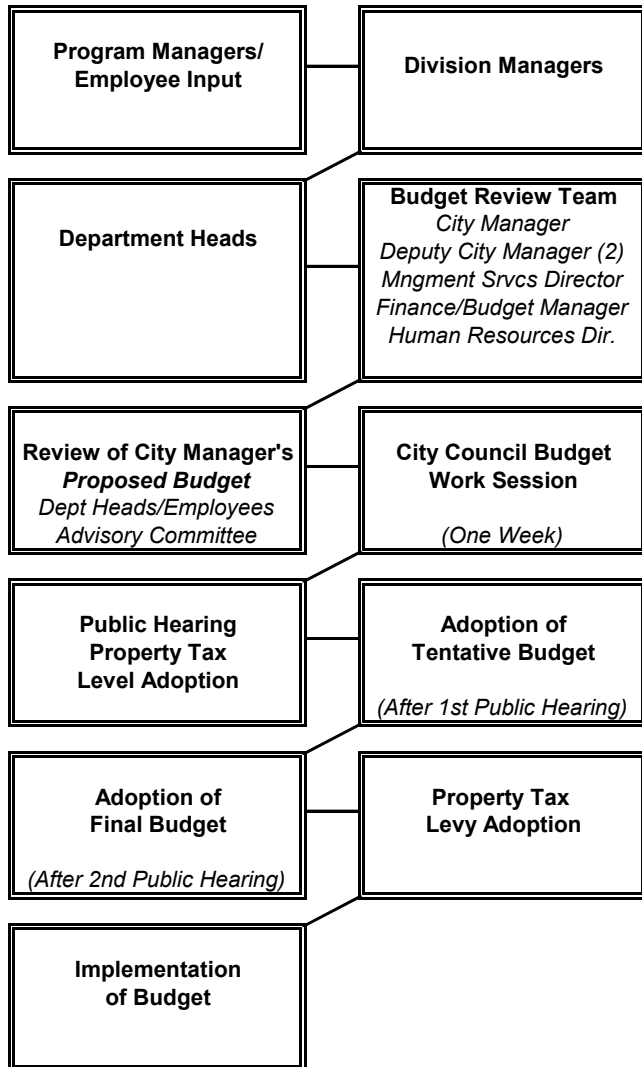 Program Managers/
Employee Input
Division Managers
Department Heads
Budget Review Team
City Manager
Deputy City Manager (2)
Mngment Srvcs Director
Finance/Budget Manager
Human Resources Dir.
Review of City Manager's
Proposed Budget
Dept Heads/Employees
Advisory Committee
City Council Budget
Work Session
(One Week)
Public Hearing
Property Tax
Level Adoption
Adoption of
Tentative Budget
(After 1st Public Hearing)
Adoption of
Final Budget
(After 2nd Public Hearing)
Property Tax
Levy Adoption
Implementation
of Budget